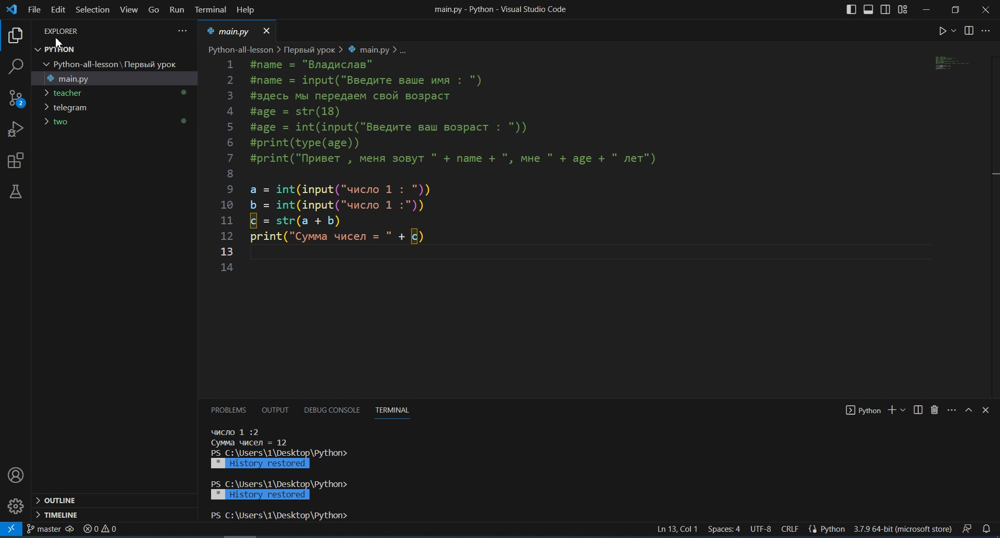 File Edit Selection View Go Run Terminal Help
main.py - Python - Visual Studio Code
EXPLORER
PYTHON
Python-all-lesson\Первый урок
main.py
teacher
telegram
two
2
OUTLINE
TIMELINE
main.py
Python-all-lesson > Первый урок > main.py > ...
1 #name = "Владислав"
2 #name = input("Введите ваше имя : ")
3 #здесь мы передаем свой возраст
4 #age = str(18)
5 #age = int(input("Введите ваш возраст : "))
6 #print(type(age))
7 #print("Привет , меня зовут " + name + ", мне " + age + " лет")
8
9 a = int(input("число 1 : "))
10 b = int(input("число 1 :"))
11 c = str(a + b)
12 print("Сумма чисел = " + c)
13
14
PROBLEMS OUTPUT DEBUG CONSOLE TERMINAL
Python
число 1 :2
Сумма чисел = 12
PS C:\Users\1\Desktop\Python>
* History restored
PS C:\Users\1\Desktop\Python>
* History restored
PS C:\Users\1\Desktop\Python>
master 0 0
Ln 13, Col 1 Spaces: 4 UTF-8 CRLF Python 3.7.9 64-bit (microsoft store)